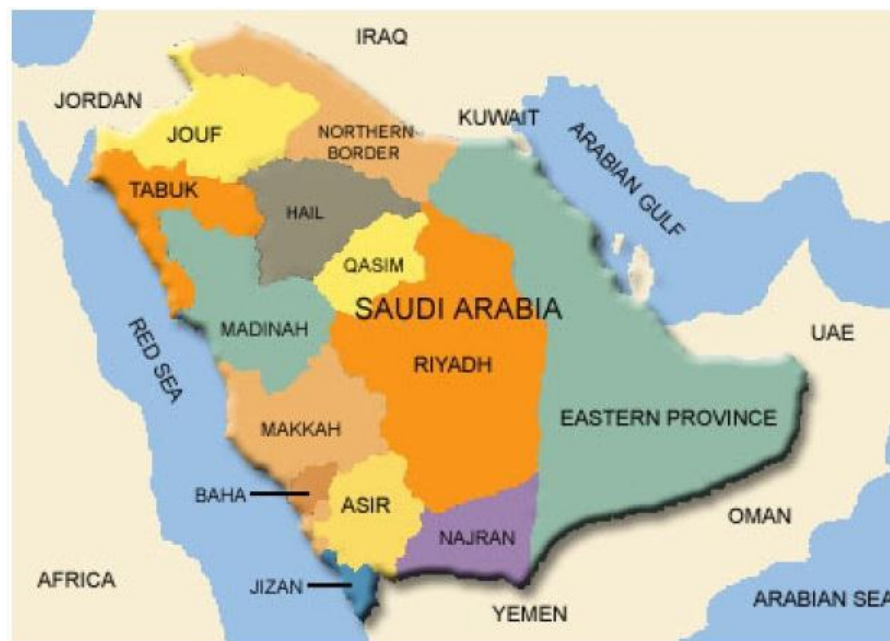 IRAQ
JORDAN
KUWAIT
JOUF
NORTHERN
BORDER
ARABIAN GULF
TABUK
HAIL
QASIM
SAUDI ARABIA
MADINAH
UAE
RED SEA
RIYADH
EASTERN PROVINCE
MAKKAH
BAHA
ASIR
OMAN
NAJRAN
AFRICA
JIZAN
YEMEN
ARABIAN SEA